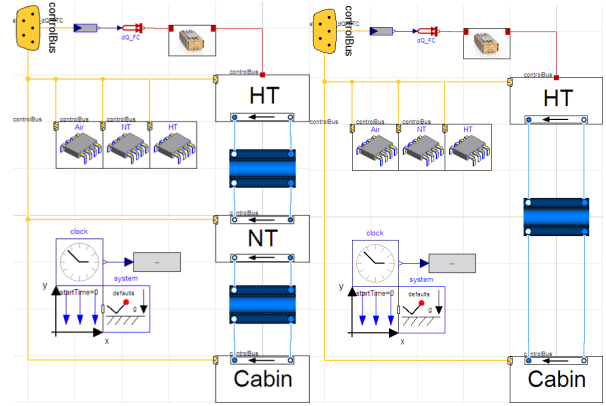 controlBus
dQ_FC
controlBus
HT
controlBus
controlBus
controlBus
Air
NT
HT
controlBus
NT
clock
--
system
y
startTime=0
defaults
g
x
controlBus
Cabin
controlBus
dQ_FC
controlBus
HT
controlBus
controlBus
controlBus
Air
NT
HT
clock
--
system
y
startTime=0
defaults
g
x
controlBus
Cabin